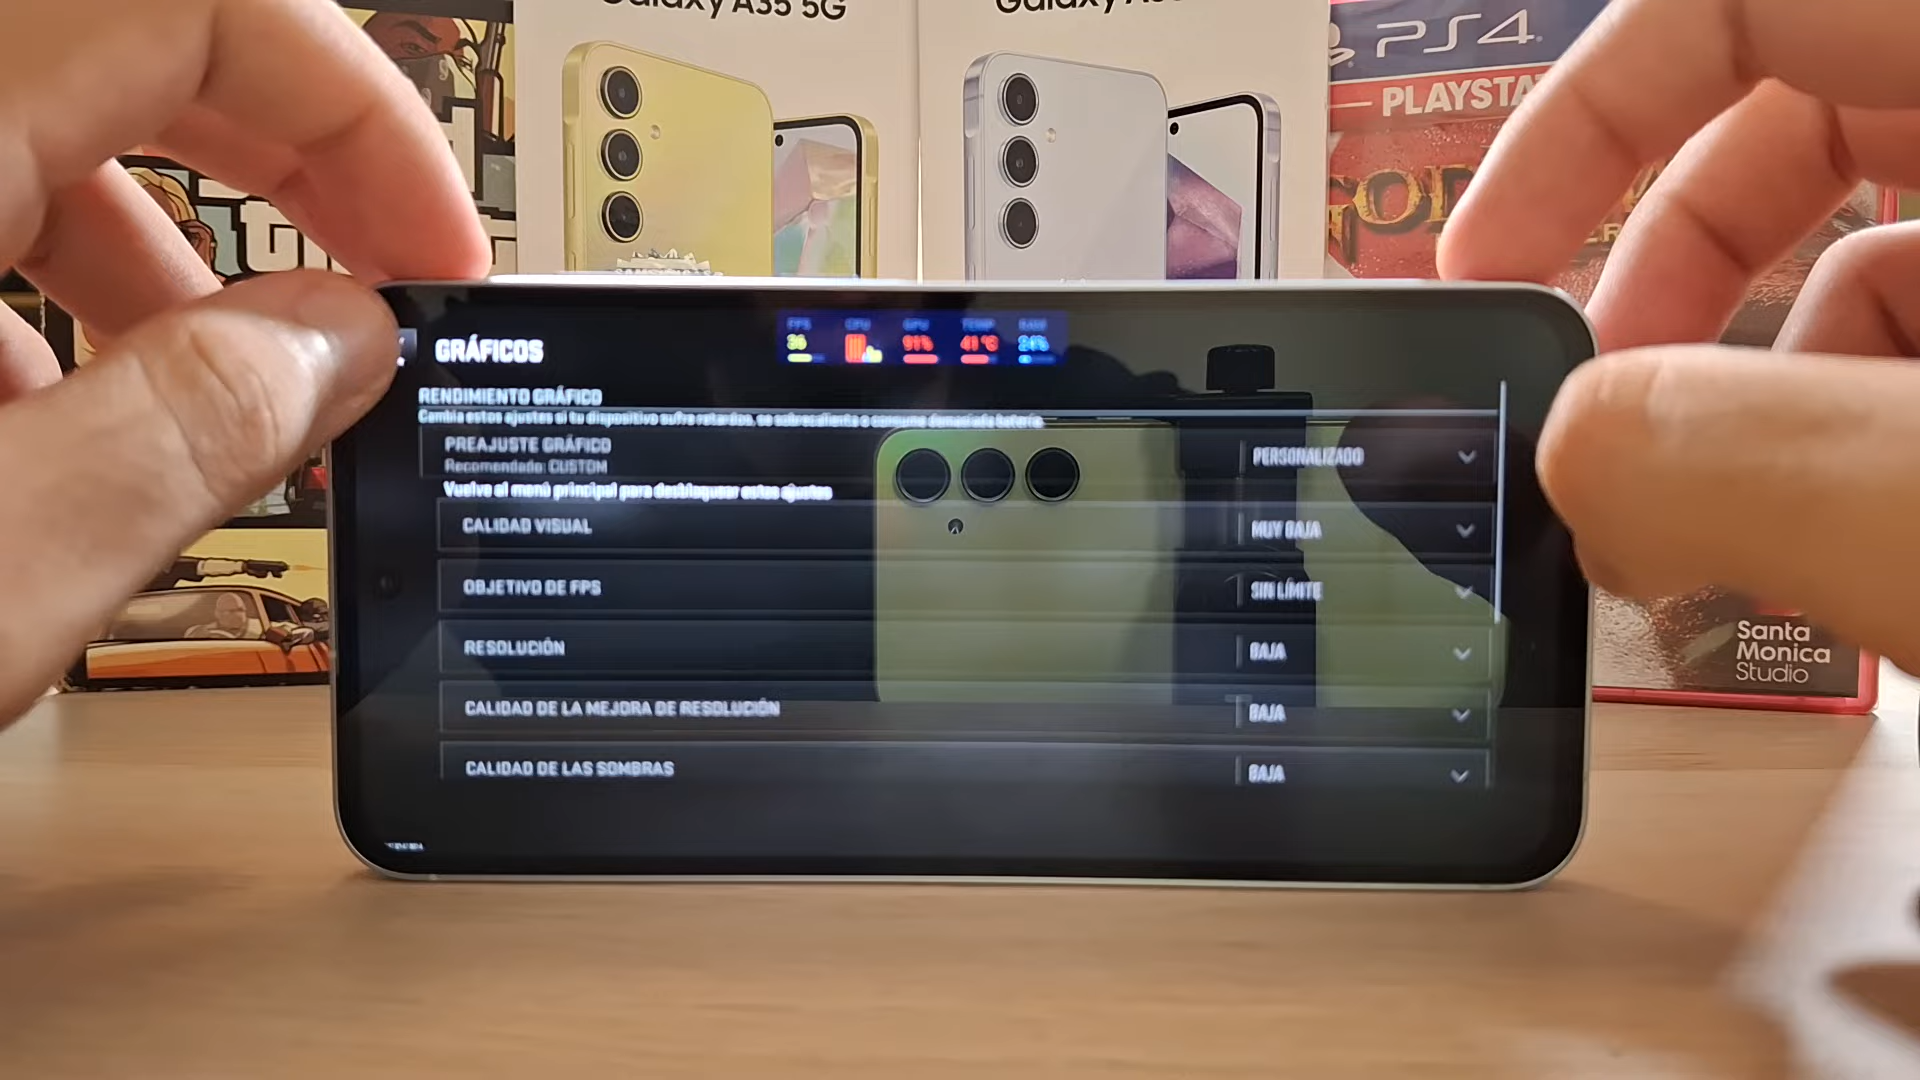 Galaxy A35 5G
Galaxy
PS4
PLAYSTA
GOD
GRÁFICOS
FPS CPU GPU TEMP RAM
36 91% 41°C 24%
RENDIMIENTO GRÁFICO
Cambia estos ajustes si tu dispositivo sufre retardos, se sobrecalienta o consume demasiada batería.
PREAJUSTE GRÁFICO
Recomendado: CUSTOM
PERSONALIZADO
Vuelve al menú principal para desbloquear estos ajustes
CALIDAD VISUAL
MUY BAJA
OBJETIVO DE FPS
SIN LÍMITE
RESOLUCIÓN
BAJA
CALIDAD DE LA MEJORA DE RESOLUCIÓN
BAJA
CALIDAD DE LAS SOMBRAS
BAJA
Santa
Monica
Studio